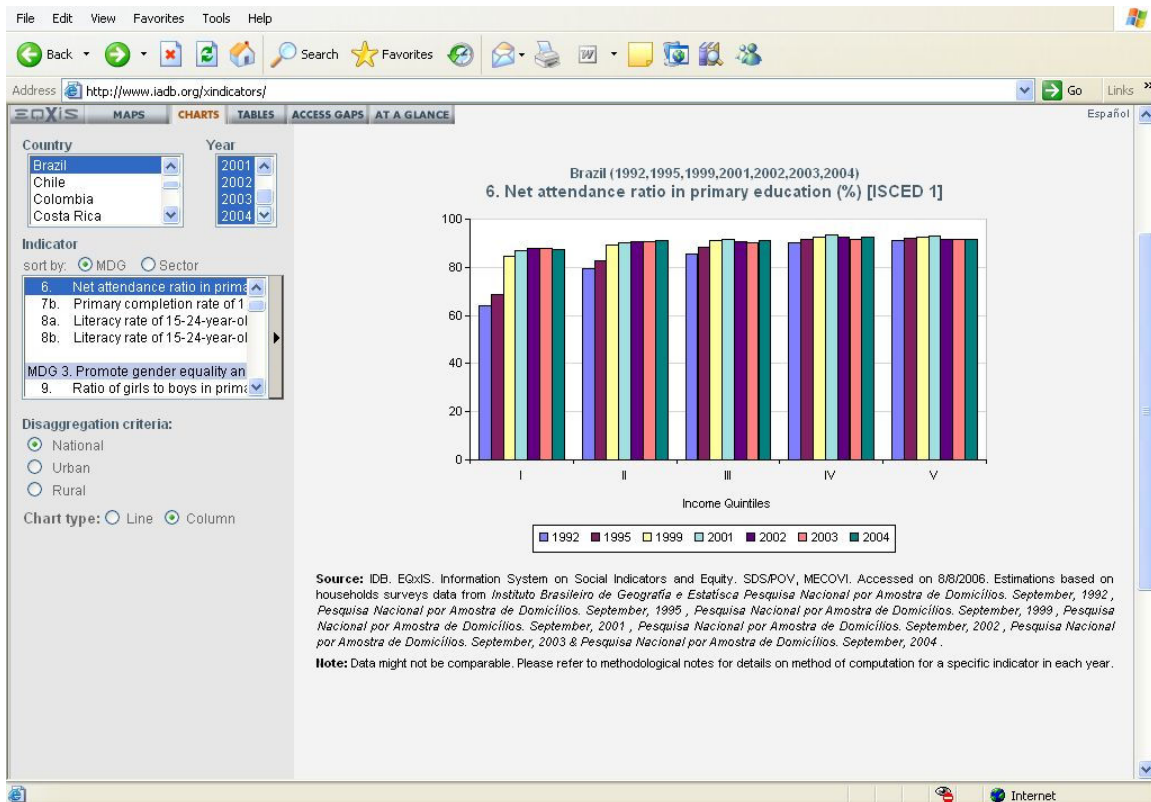 File Edit View Favorites Tools Help
Back Search Favorites
Address http://www.iadb.org/xindicators/ Go Links »
EQXIS MAPS CHARTS TABLES ACCESS GAPS AT A GLANCE Español
Country Year
Brazil 2001
Chile 2002
Colombia 2003
Costa Rica 2004
Indicator
sort by: MDG Sector
6. Net attendance ratio in prima
7b. Primary completion rate of 1
8a. Literacy rate of 15-24-year-ol
8b. Literacy rate of 15-24-year-ol
MDG 3. Promote gender equality an
9. Ratio of girls to boys in prima
Disaggregation criteria:
National
Urban
Rural
Chart type: Line Column
Brazil (1992,1995,1999,2001,2002,2003,2004)
6. Net attendance ratio in primary education (%) [ISCED 1]
100
80
60
40
20
0
I II III IV V
Income Quintiles
1992 1995 1999 2001 2002 2003 2004
Source: IDB. EQxIS. Information System on Social Indicators and Equity. SDS/POV, MECOVI. Accessed on 8/8/2006. Estimations based on
households surveys data from Instituto Brasileiro de Geografia e Estatísca Pesquisa Nacional por Amostra de Domicílios. September, 1992 ,
Pesquisa Nacional por Amostra de Domicílios. September, 1995 , Pesquisa Nacional por Amostra de Domicílios. September, 1999 , Pesquisa
Nacional por Amostra de Domicílios. September, 2001 , Pesquisa Nacional por Amostra de Domicílios. September, 2002 , Pesquisa Nacional
por Amostra de Domicílios. September, 2003 & Pesquisa Nacional por Amostra de Domicílios. September, 2004 .
Note: Data might not be comparable. Please refer to methodological notes for details on method of computation for a specific indicator in each year.
Internet